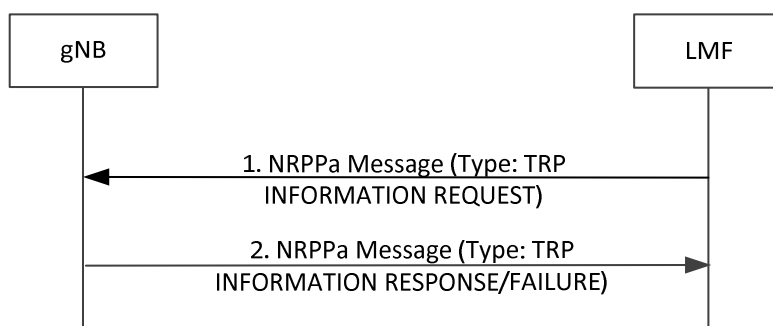 gNB
LMF
1. NRPPa Message (Type: TRP
INFORMATION REQUEST)
2. NRPPa Message (Type: TRP
INFORMATION RESPONSE/FAILURE)